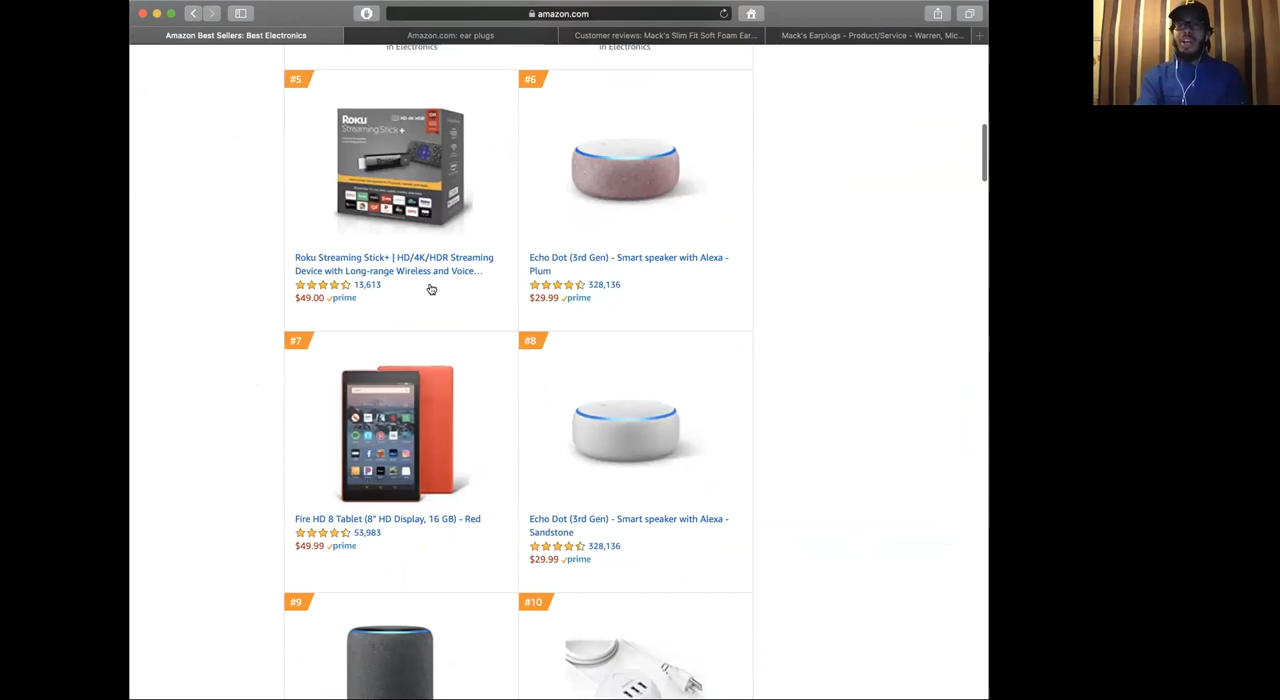 amazon.com
Amazon Best Sellers: Best Electronics
Amazon.com: ear plugs
Customer reviews: Mack's Slim Fit Soft Foam Ear...
Mack's Earplugs - Product/Service - Warren, Mic...
in Electronics
in Electronics
#5
#6
Roku
Streaming Stick+
Roku Streaming Stick+ | HD/4K/HDR Streaming
Device with Long-range Wireless and Voice...
13,613
$49.00 prime
Echo Dot (3rd Gen) - Smart speaker with Alexa -
Plum
328,136
$29.99 prime
#7
#8
Fire HD 8 Tablet (8" HD Display, 16 GB) - Red
53,983
$49.99 prime
Echo Dot (3rd Gen) - Smart speaker with Alexa -
Sandstone
328,136
$29.99 prime
#9
#10